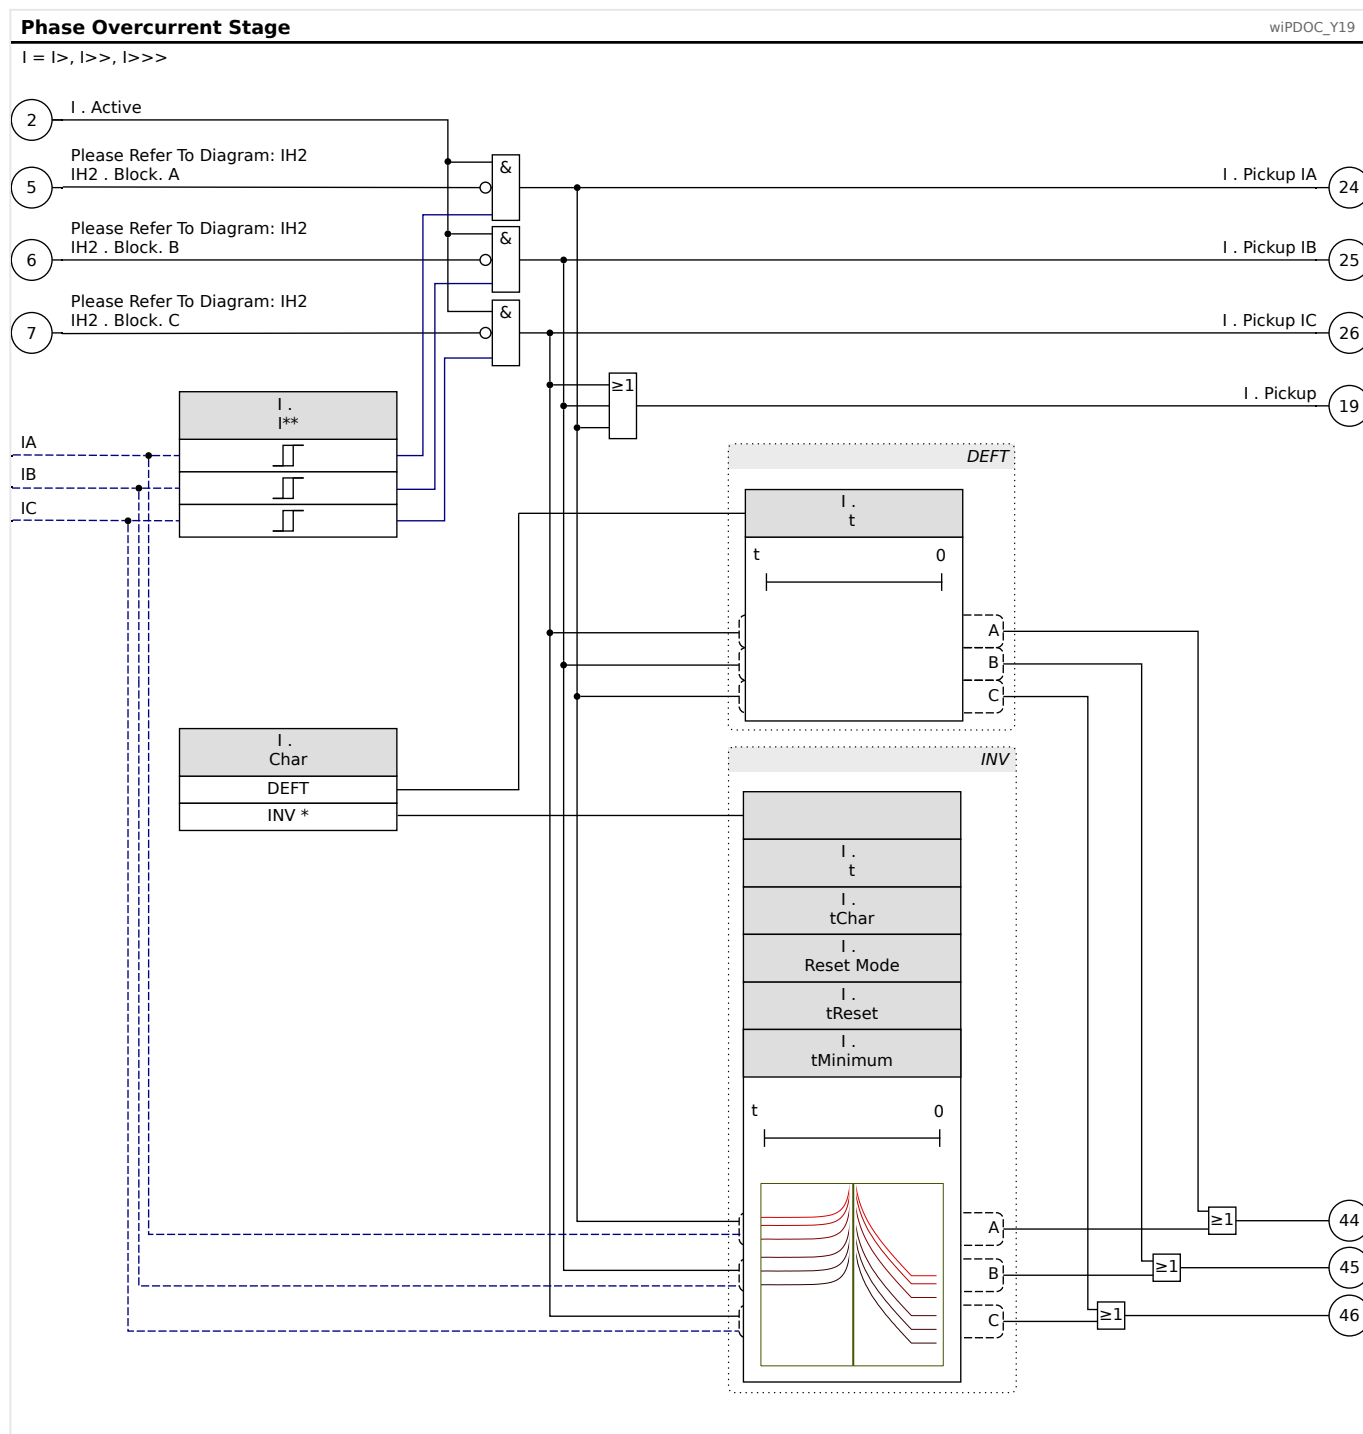 Phase Overcurrent Stage
wiPDOC_Y19
I = I>, I>>, I>>>
2
I . Active
Please Refer To Diagram: IH2
5
IH2 . Block. A
&
I . Pickup IA
24
Please Refer To Diagram: IH2
6
IH2 . Block. B
&
I . Pickup IB
25
Please Refer To Diagram: IH2
7
IH2 . Block. C
&
I . Pickup IC
26
≥1
I . Pickup
19
I .
I**
IA
IB
IC
DEFT
I .
t
t
0
A
B
C
I .
Char
DEFT
INV *
INV
I .
t
I .
tChar
I .
Reset Mode
I .
tReset
I .
tMinimum
t
0
A
≥1
44
B
≥1
45
C
≥1
46